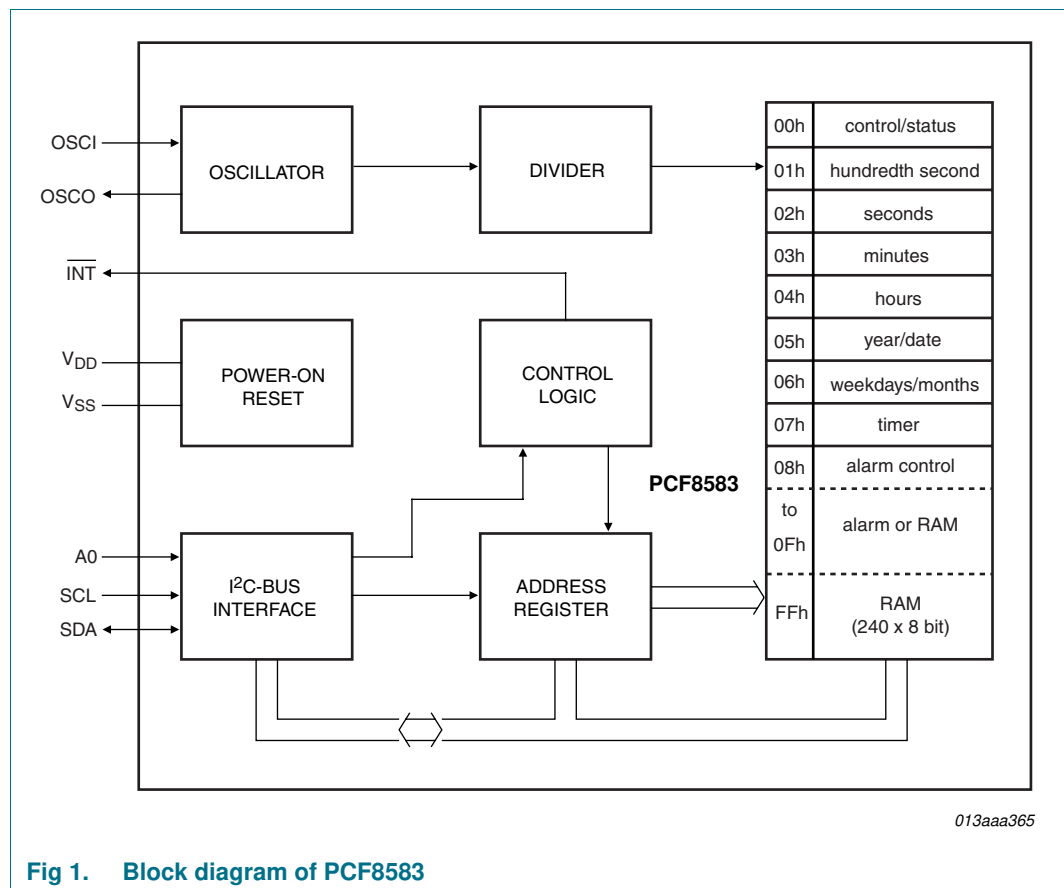 OSCI
OSCO
INT
VDD
VSS
A0
SCL
SDA
OSCILLATOR
DIVIDER
POWER-ON
RESET
CONTROL
LOGIC
PCF8583
I2C-BUS
INTERFACE
ADDRESS
REGISTER
00h control/status
01h hundredth second
02h seconds
03h minutes
04h hours
05h year/date
06h weekdays/months
07h timer
08h alarm control
to
0Fh
alarm or RAM
FFh
RAM
(240 x 8 bit)
013aaa365
Fig 1. Block diagram of PCF8583